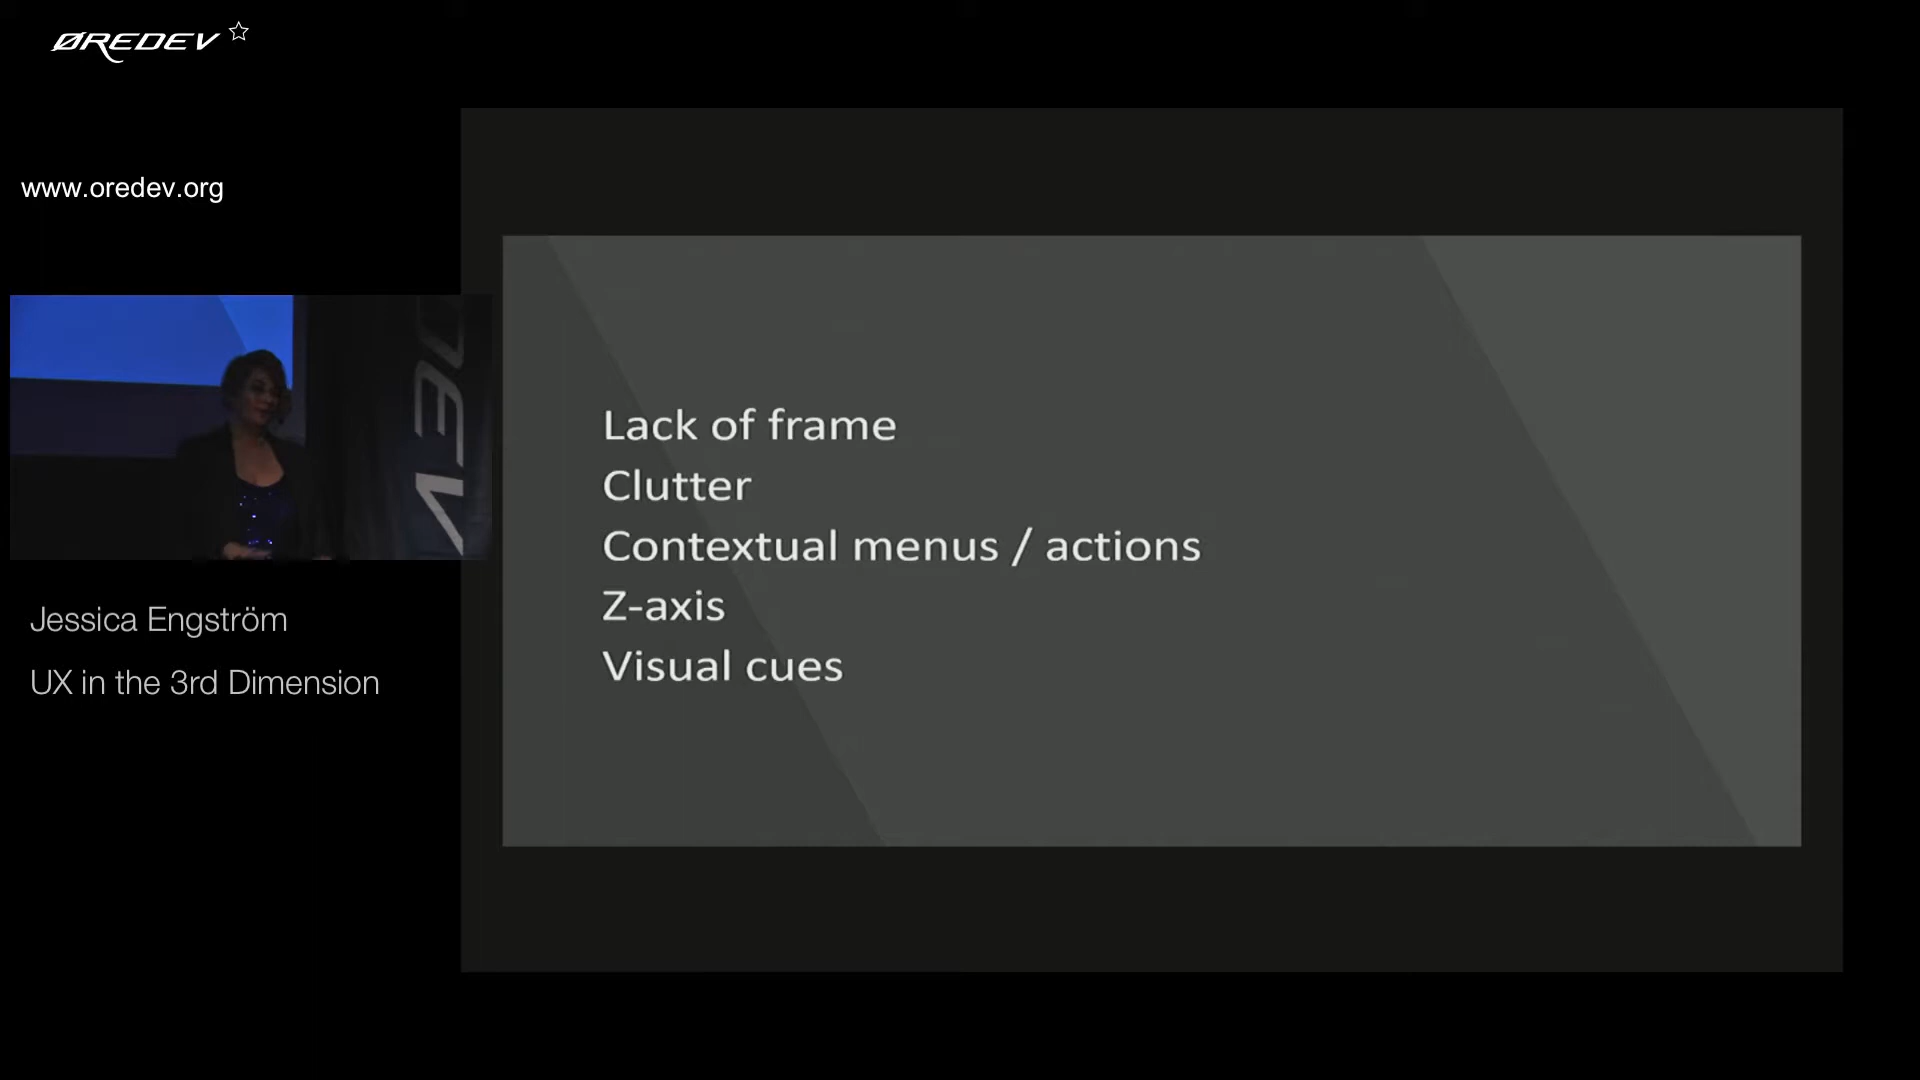 ØREDEV
www.oredev.org
DEV
Jessica Engström
UX in the 3rd Dimension
Lack of frame
Clutter
Contextual menus / actions
Z-axis
Visual cues